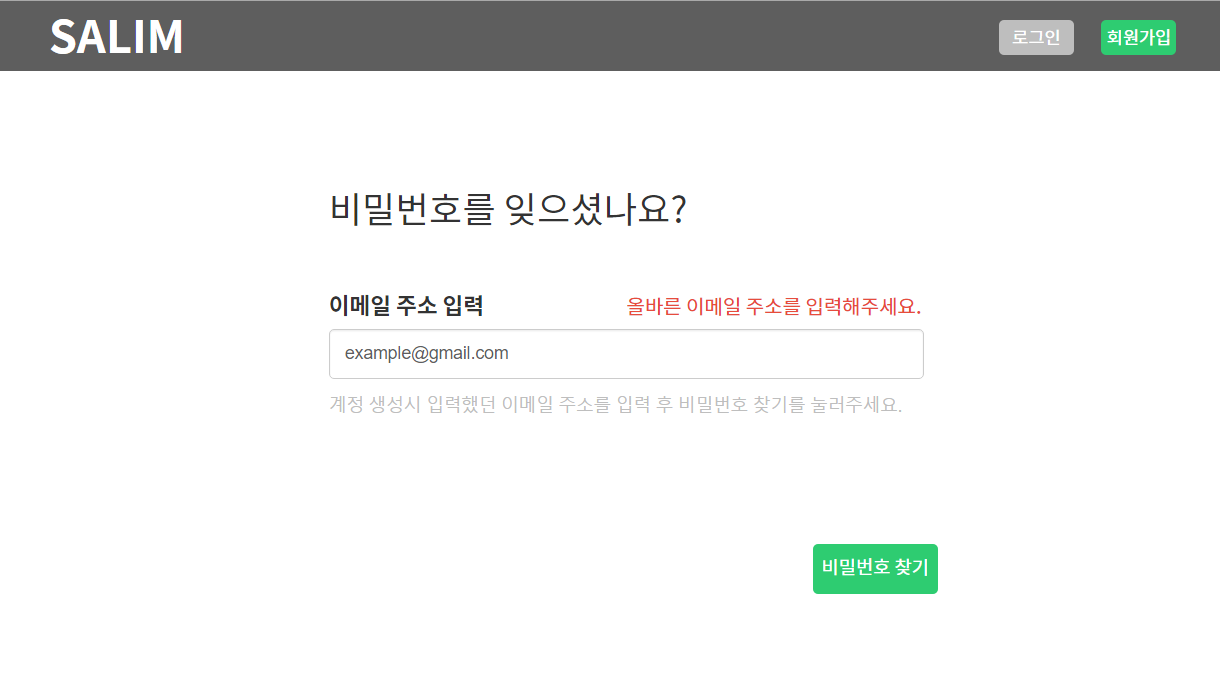 SALIM
로그인
회원가입
비밀번호를 잊으셨나요?
이메일 주소 입력
올바른 이메일 주소를 입력해주세요.
example@gmail.com
계정 생성시 입력했던 이메일 주소를 입력 후 비밀번호 찾기를 눌러주세요.
비밀번호 찾기